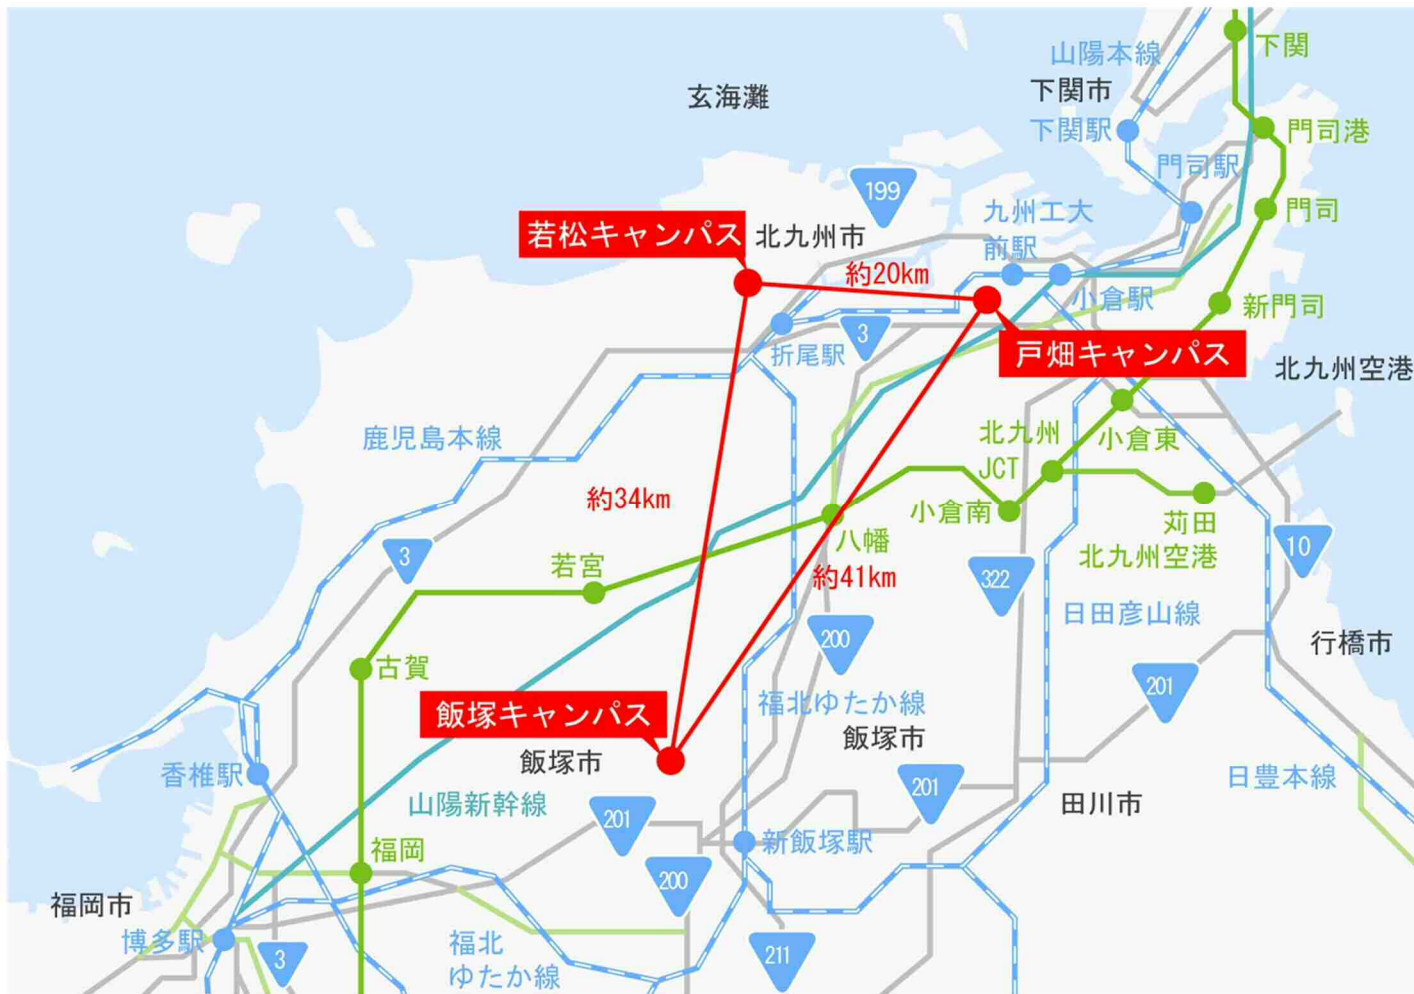 下関
山陽本線
玄海灘
下関市
下関駅
門司港
門司駅
199
九州工大
前駅
門司
若松キャンパス
北九州市
約20km
小倉駅
新門司
3
折尾駅
戸畑キャンパス
北九州空港
鹿児島本線
北九州
JCT
小倉東
約34km
小倉南
苅田
北九州空港
八幡
10
3
若宮
約41km
322
日田彦山線
200
行橋市
古賀
201
飯塚キャンパス
福北ゆたか線
飯塚市
飯塚市
香椎駅
201
日豊本線
山陽新幹線
田川市
201
新飯塚駅
福岡
200
福岡市
博多駅
福北
ゆたか線
3
211